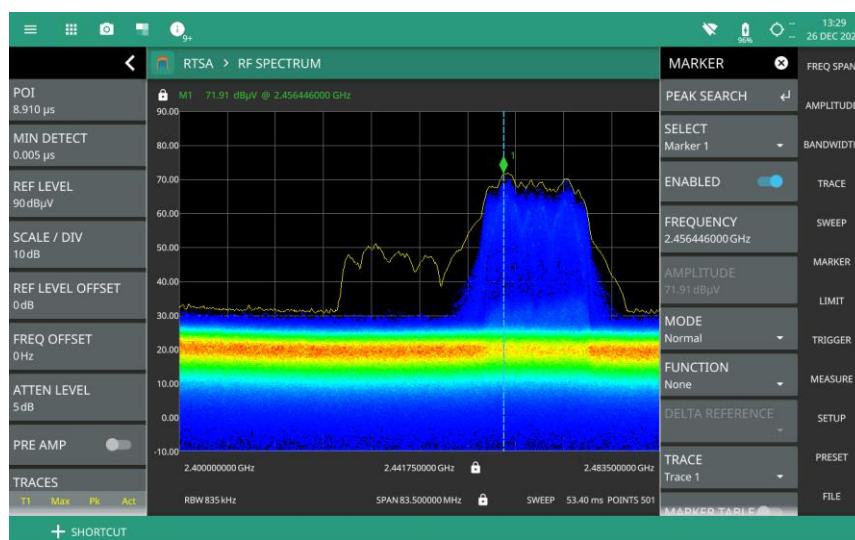 9+
96%
13:29
26 DEC 202
RTSA > RF SPECTRUM
MARKER
FREQ SPAN
POI
8.910 µs
MIN DETECT
0.005 µs
REF LEVEL
90 dBµV
SCALE / DIV
10 dB
REF LEVEL OFFSET
0 dB
FREQ OFFSET
0 Hz
ATTEN LEVEL
5 dB
PRE AMP
TRACES
T1 Max Pk Act
+ SHORTCUT
M1 71.91 dBµV @ 2.456446000 GHz
90.00
80.00
70.00
60.00
50.00
40.00
30.00
20.00
10.00
0.00
-10.00
1
2.400000000 GHz 2.441750000 GHz 2.483500000 GHz
RBW 835 kHz SPAN 83.500000 MHz SWEEP 53.40 ms POINTS 501
PEAK SEARCH
SELECT
Marker 1
ENABLED
FREQUENCY
2.456446000 GHz
AMPLITUDE
71.91 dBµV
MODE
Normal
FUNCTION
None
DELTA REFERENCE
TRACE
Trace 1
MARKER TABLE
AMPLITUDE
BANDWIDTH
TRACE
SWEEP
MARKER
LIMIT
TRIGGER
MEASURE
SETUP
PRESET
FILE